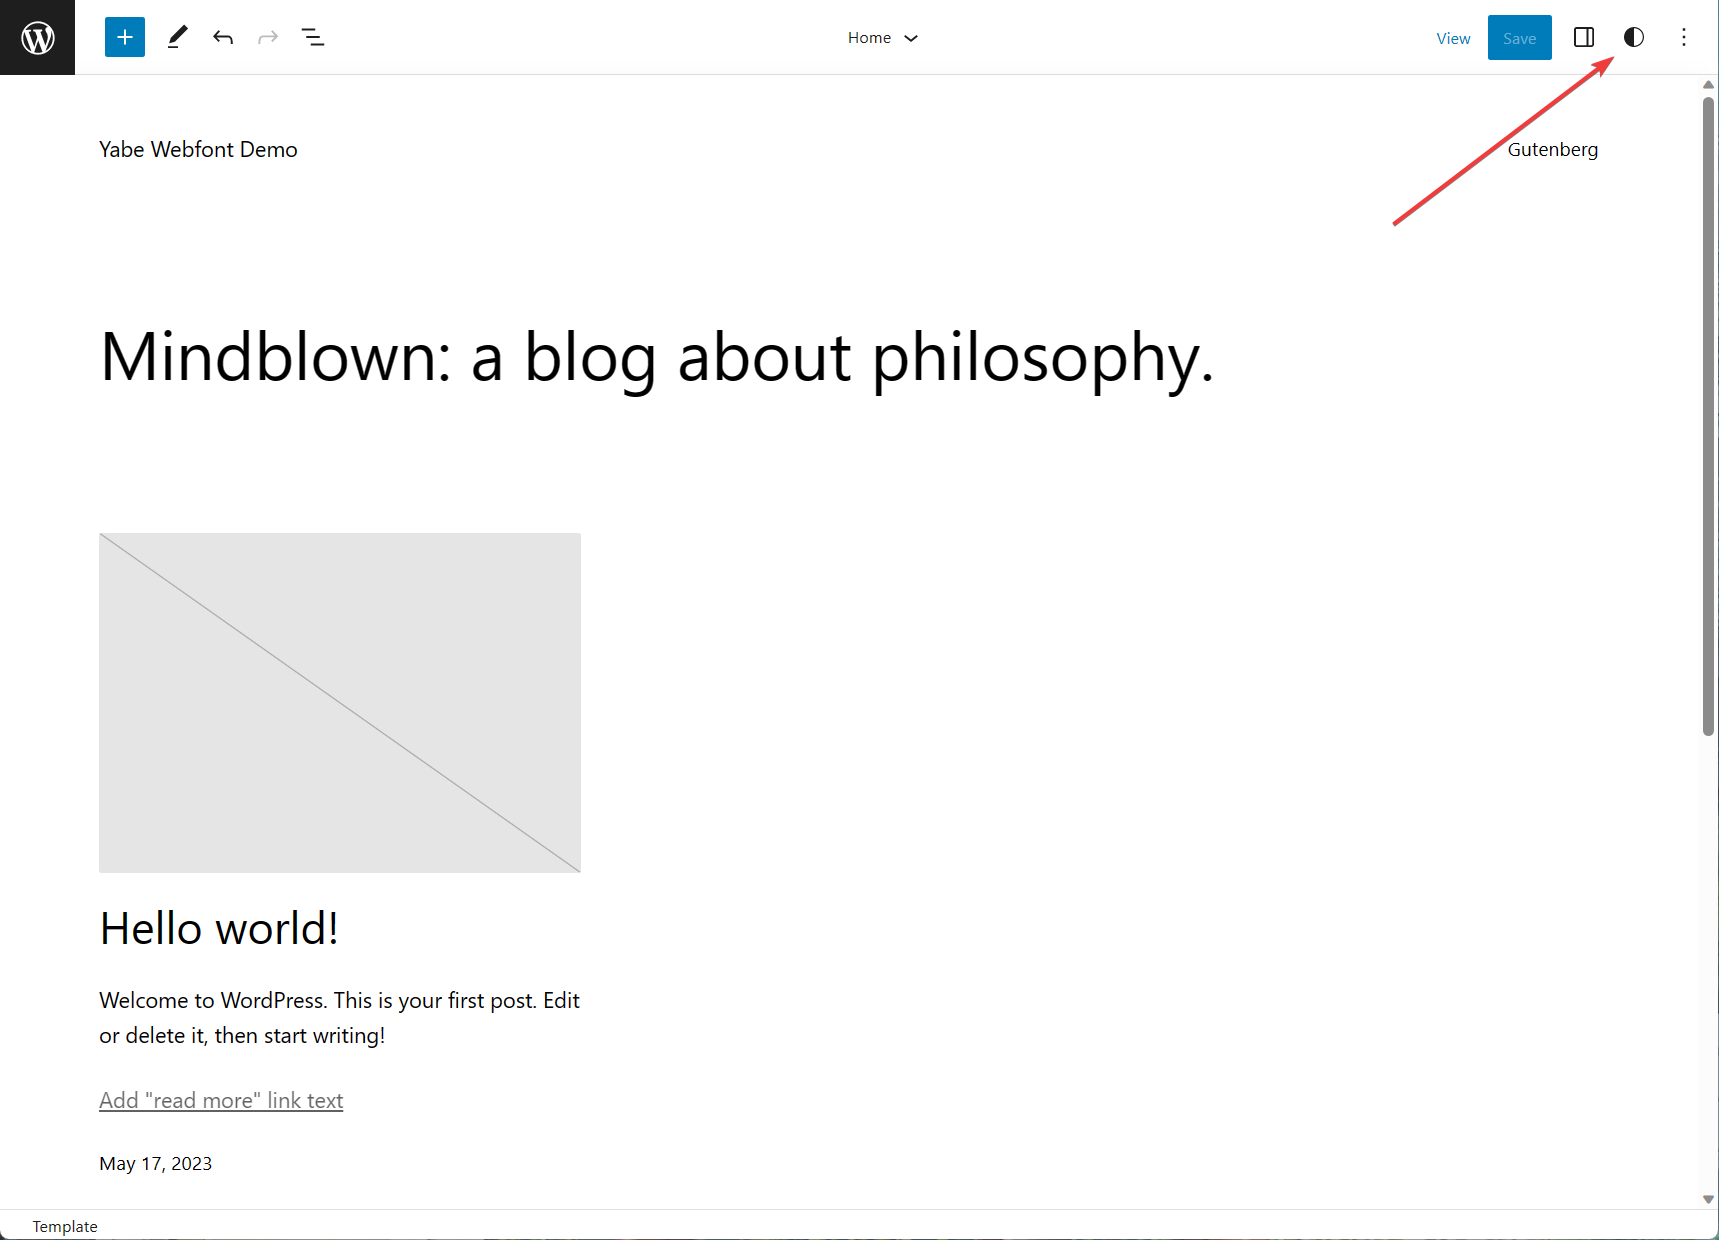 Home
View
Save
Yabe Webfont Demo
Gutenberg
Mindblown: a blog about philosophy.
Hello world!
Welcome to WordPress. This is your first post. Edit
or delete it, then start writing!
Add "read more" link text
May 17, 2023
Template